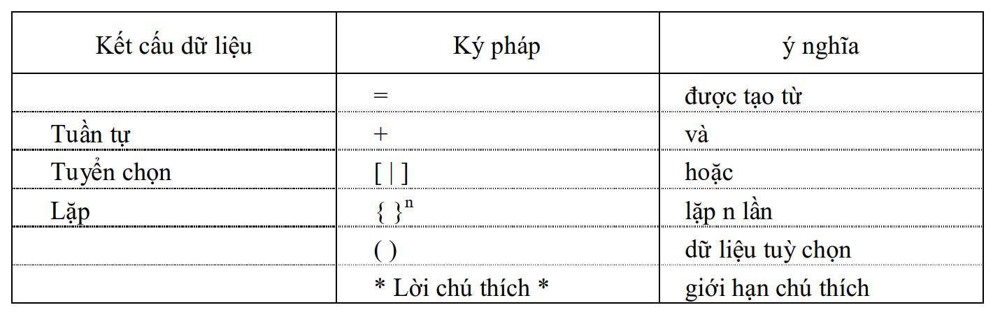 Kết cấu dữ liệu Ký pháp ý nghĩa
= được tạo từ
Tuần tự + và
Tuyển chọn [ | ] hoặc
Lặp { }ⁿ lặp n lần
( ) dữ liệu tuỳ chọn
* Lời chú thích * giới hạn chú thích